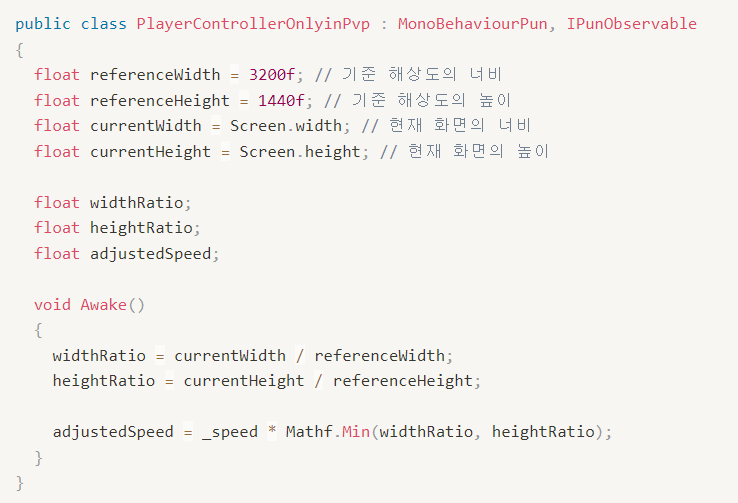 public class PlayerControllerOnlyinPvp : MonoBehaviourPun, IPunObservable
{
float referenceWidth = 3200f; // 기준 해상도의 너비
float referenceHeight = 1440f; // 기준 해상도의 높이
float currentWidth = Screen.width; // 현재 화면의 너비
float currentHeight = Screen.height; // 현재 화면의 높이
float widthRatio;
float heightRatio;
float adjustedSpeed;
void Awake()
{
widthRatio = currentWidth / referenceWidth;
heightRatio = currentHeight / referenceHeight;
adjustedSpeed = _speed * Mathf.Min(widthRatio, heightRatio);
}
}